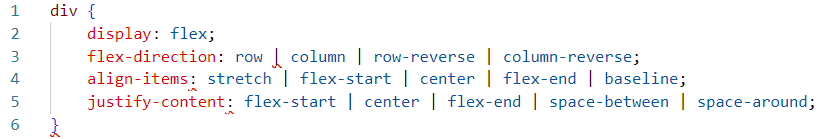 1 div {
2 display: flex;
3 flex-direction: row | column | row-reverse | column-reverse;
4 align-items: stretch | flex-start | center | flex-end | baseline;
5 justify-content: flex-start | center | flex-end | space-between | space-around;
6 }